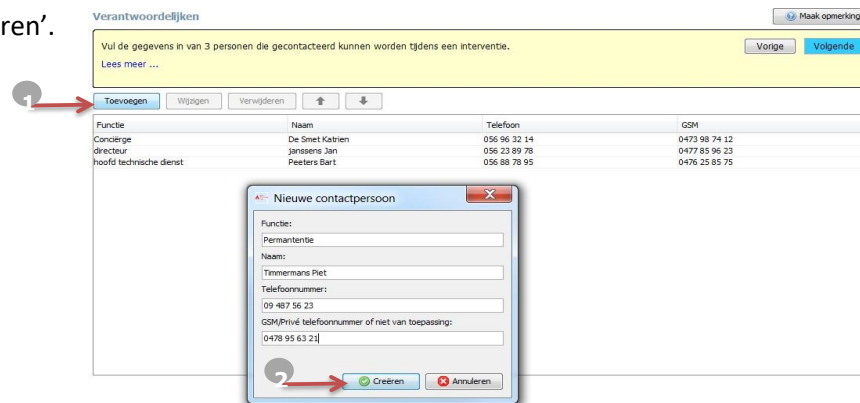 ren’.
Verantwoordelijken
Maak opmerking
Vul de gegevens in van 3 personen die gecontacteerd kunnen worden tijdens een interventie.
Vorige Volgende
Lees meer ...
1
Toevoegen Wijzigen Verwijderen
Functie Naam Telefoon GSM
Conciërge De Smet Katrien 056 96 32 14 0473 98 74 12
directeur janssens Jan 056 23 89 78 0477 85 96 23
hoofd technische dienst Peeters Bart 056 88 78 95 0476 25 85 75
Nieuwe contactpersoon
Functie:
Permantentie
Naam:
Timmermans Piet
Telefoonnummer:
09 487 56 23
GSM/Privé telefoonnummer of niet van toepassing:
0478 95 63 21
2
Creëren Annuleren